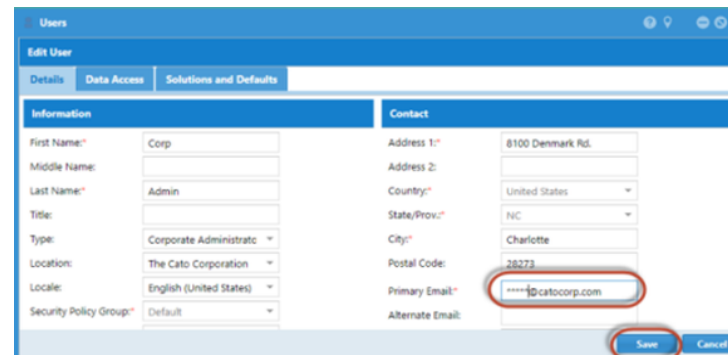 Users
Edit User
Details Data Access Solutions and Defaults
Information
First Name:* Corp
Middle Name:
Last Name:* Admin
Title:
Type: Corporate Administratc
Location: The Cato Corporation
Locale: English (United States)
Security Policy Group:* Default
Contact
Address 1:* 8100 Denmark Rd.
Address 2:
Country:* United States
State/Prov.:* NC
City:* Charlotte
Postal Code: 28273
Primary Email:* *****@catocorp.com
Alternate Email:
Save Cancel